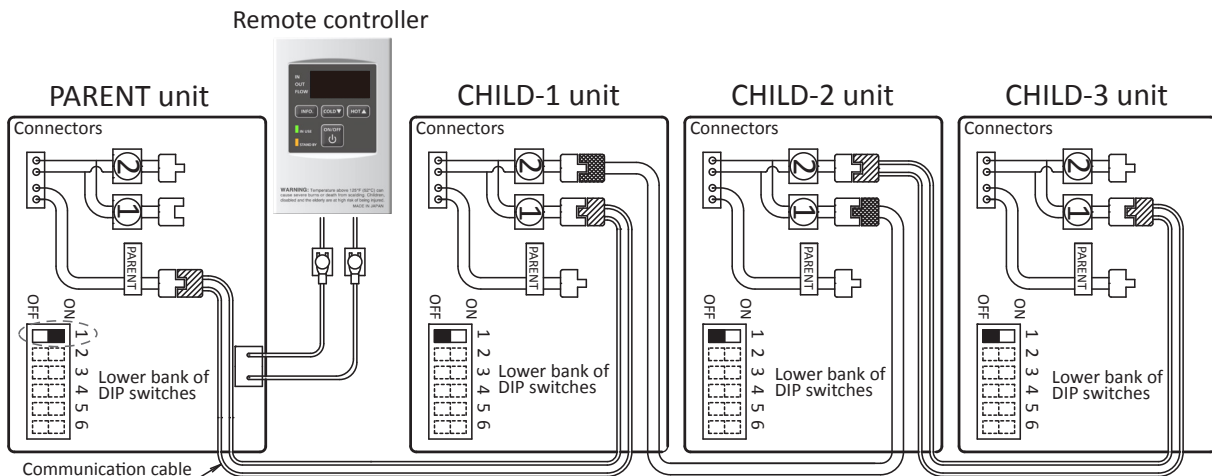 Remote controller
IN
OUT
FLOW
INFO.
COLD▼
HOT▲
IN USE
STAND BY
ON/OFF
WARNING: Temperature above 125°F (52°C) can
cause severe burns or death from scalding. Children,
disabled and the elderly are at high risk of being injured.
MADE IN JAPAN
PARENT unit
Connectors
2
1
PARENT
OFF
ON
1
2
3
4
5
6
Lower bank of
DIP switches
Communication cable
CHILD-1 unit
Connectors
2
1
PARENT
OFF
ON
1
2
3
4
5
6
Lower bank of
DIP switches
CHILD-2 unit
Connectors
2
1
PARENT
OFF
ON
1
2
3
4
5
6
Lower bank of
DIP switches
CHILD-3 unit
Connectors
2
1
PARENT
OFF
ON
1
2
3
4
5
6
Lower bank of
DIP switches